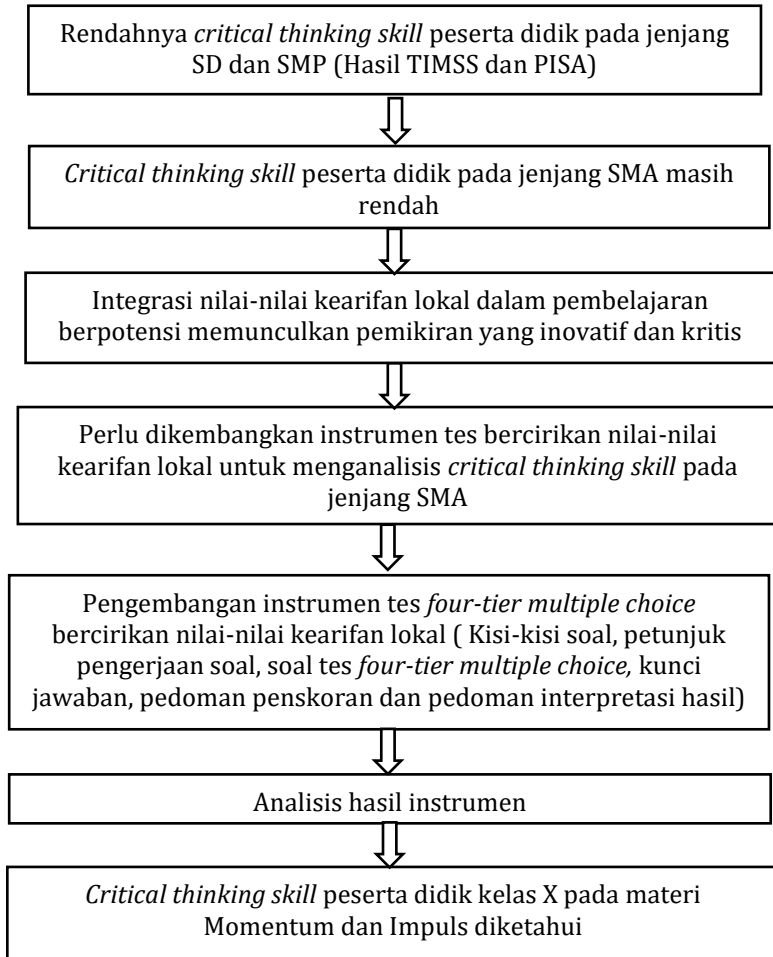 Rendahnya critical thinking skill peserta didik pada jenjang
SD dan SMP (Hasil TIMSS dan PISA)
Critical thinking skill peserta didik pada jenjang SMA masih
rendah
Integrasi nilai-nilai kearifan lokal dalam pembelajaran
berpotensi memunculkan pemikiran yang inovatif dan kritis
Perlu dikembangkan instrumen tes bercirikan nilai-nilai
kearifan lokal untuk menganalisis critical thinking skill pada
jenjang SMA
Pengembangan instrumen tes four-tier multiple choice
bercirikan nilai-nilai kearifan lokal ( Kisi-kisi soal, petunjuk
pengerjaan soal, soal tes four-tier multiple choice, kunci
jawaban, pedoman penskoran dan pedoman interpretasi hasil)
Analisis hasil instrumen
Critical thinking skill peserta didik kelas X pada materi
Momentum dan Impuls diketahui